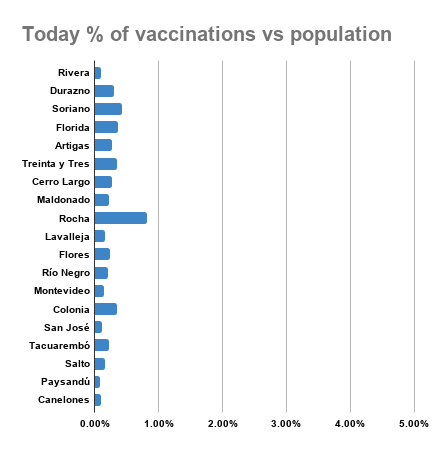 Today % of vaccinations vs population
Rivera
Durazno
Soriano
Florida
Artigas
Treinta y Tres
Cerro Largo
Maldonado
Rocha
Lavalleja
Flores
Río Negro
Montevideo
Colonia
San José
Tacuarembó
Salto
Paysandú
Canelones
0.00% 1.00% 2.00% 3.00% 4.00% 5.00%